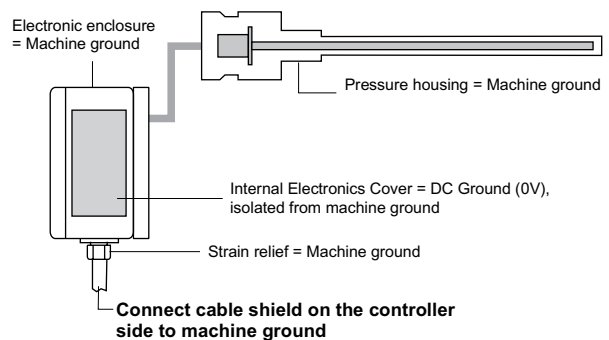 Electronic enclosure
= Machine ground
Pressure housing = Machine ground
Internal Electronics Cover = DC Ground (0V),
isolated from machine ground
Strain relief = Machine ground
Connect cable shield on the controller
side to machine ground